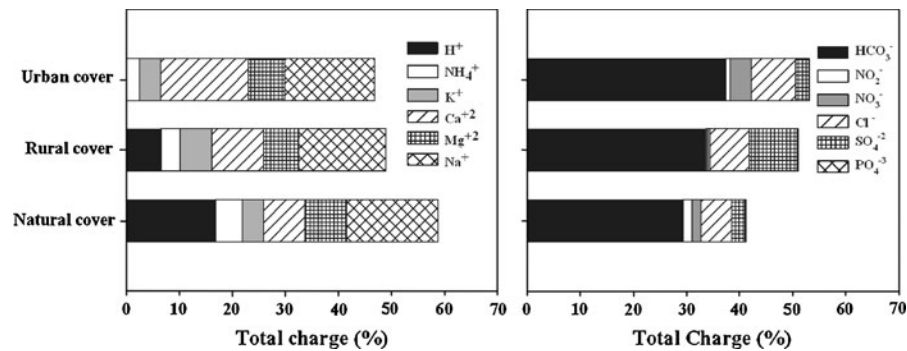 Urban cover
Rural cover
Natural cover
H⁺
NH₄⁺
K⁺
Ca⁺²
Mg⁺²
Na⁺
0 10 20 30 40 50 60 70
Total charge (%)
HCO₃⁻
NO₂⁻
NO₃⁻
Cl⁻
SO₄⁻²
PO₄⁻³
0 10 20 30 40 50 60 70
Total Charge (%)